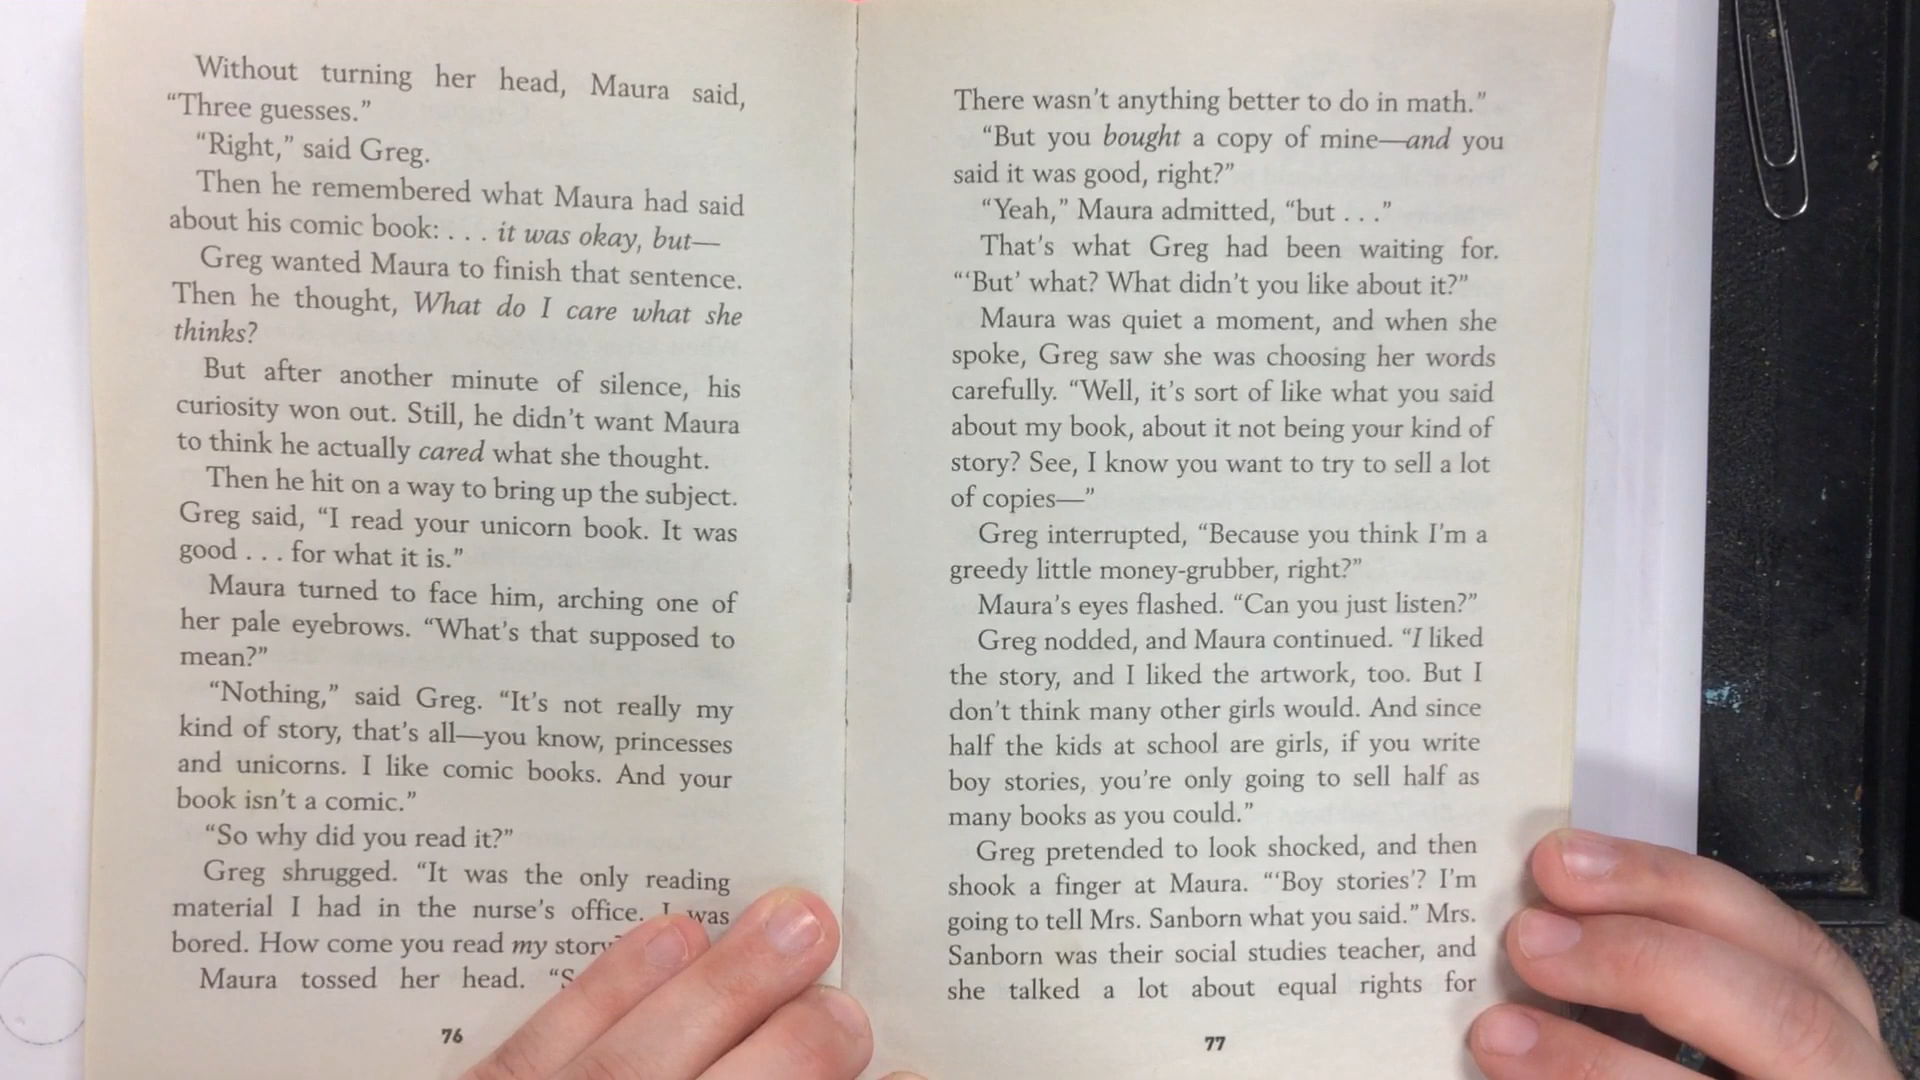 Without turning her head, Maura said,
“Three guesses.”
“Right,” said Greg.
Then he remembered what Maura had said
about his comic book: . . . it was okay, but—
Greg wanted Maura to finish that sentence.
Then he thought, What do I care what she
thinks?
But after another minute of silence, his
curiosity won out. Still, he didn’t want Maura
to think he actually cared what she thought.
Then he hit on a way to bring up the subject.
Greg said, “I read your unicorn book. It was
good . . . for what it is.”
Maura turned to face him, arching one of
her pale eyebrows. “What’s that supposed to
mean?”
“Nothing,” said Greg. “It’s not really my
kind of story, that’s all—you know, princesses
and unicorns. I like comic books. And your
book isn’t a comic.”
“So why did you read it?”
Greg shrugged. “It was the only reading
material I had in the nurse’s office. I was
bored. How come you read my story
Maura tossed her head.
76
There wasn’t anything better to do in math.”
“But you bought a copy of mine—and you
said it was good, right?”
“Yeah,” Maura admitted, “but . . .”
That’s what Greg had been waiting for.
“‘But’ what? What didn’t you like about it?”
Maura was quiet a moment, and when she
spoke, Greg saw she was choosing her words
carefully. “Well, it’s sort of like what you said
about my book, about it not being your kind of
story? See, I know you want to try to sell a lot
of copies—”
Greg interrupted, “Because you think I’m a
greedy little money-grubber, right?”
Maura’s eyes flashed. “Can you just listen?”
Greg nodded, and Maura continued. “I liked
the story, and I liked the artwork, too. But I
don’t think many other girls would. And since
half the kids at school are girls, if you write
boy stories, you’re only going to sell half as
many books as you could.”
Greg pretended to look shocked, and then
shook a finger at Maura. “‘Boy stories’? I’m
going to tell Mrs. Sanborn what you said.” Mrs.
Sanborn was their social studies teacher, and
she talked a lot about equal rights for
77